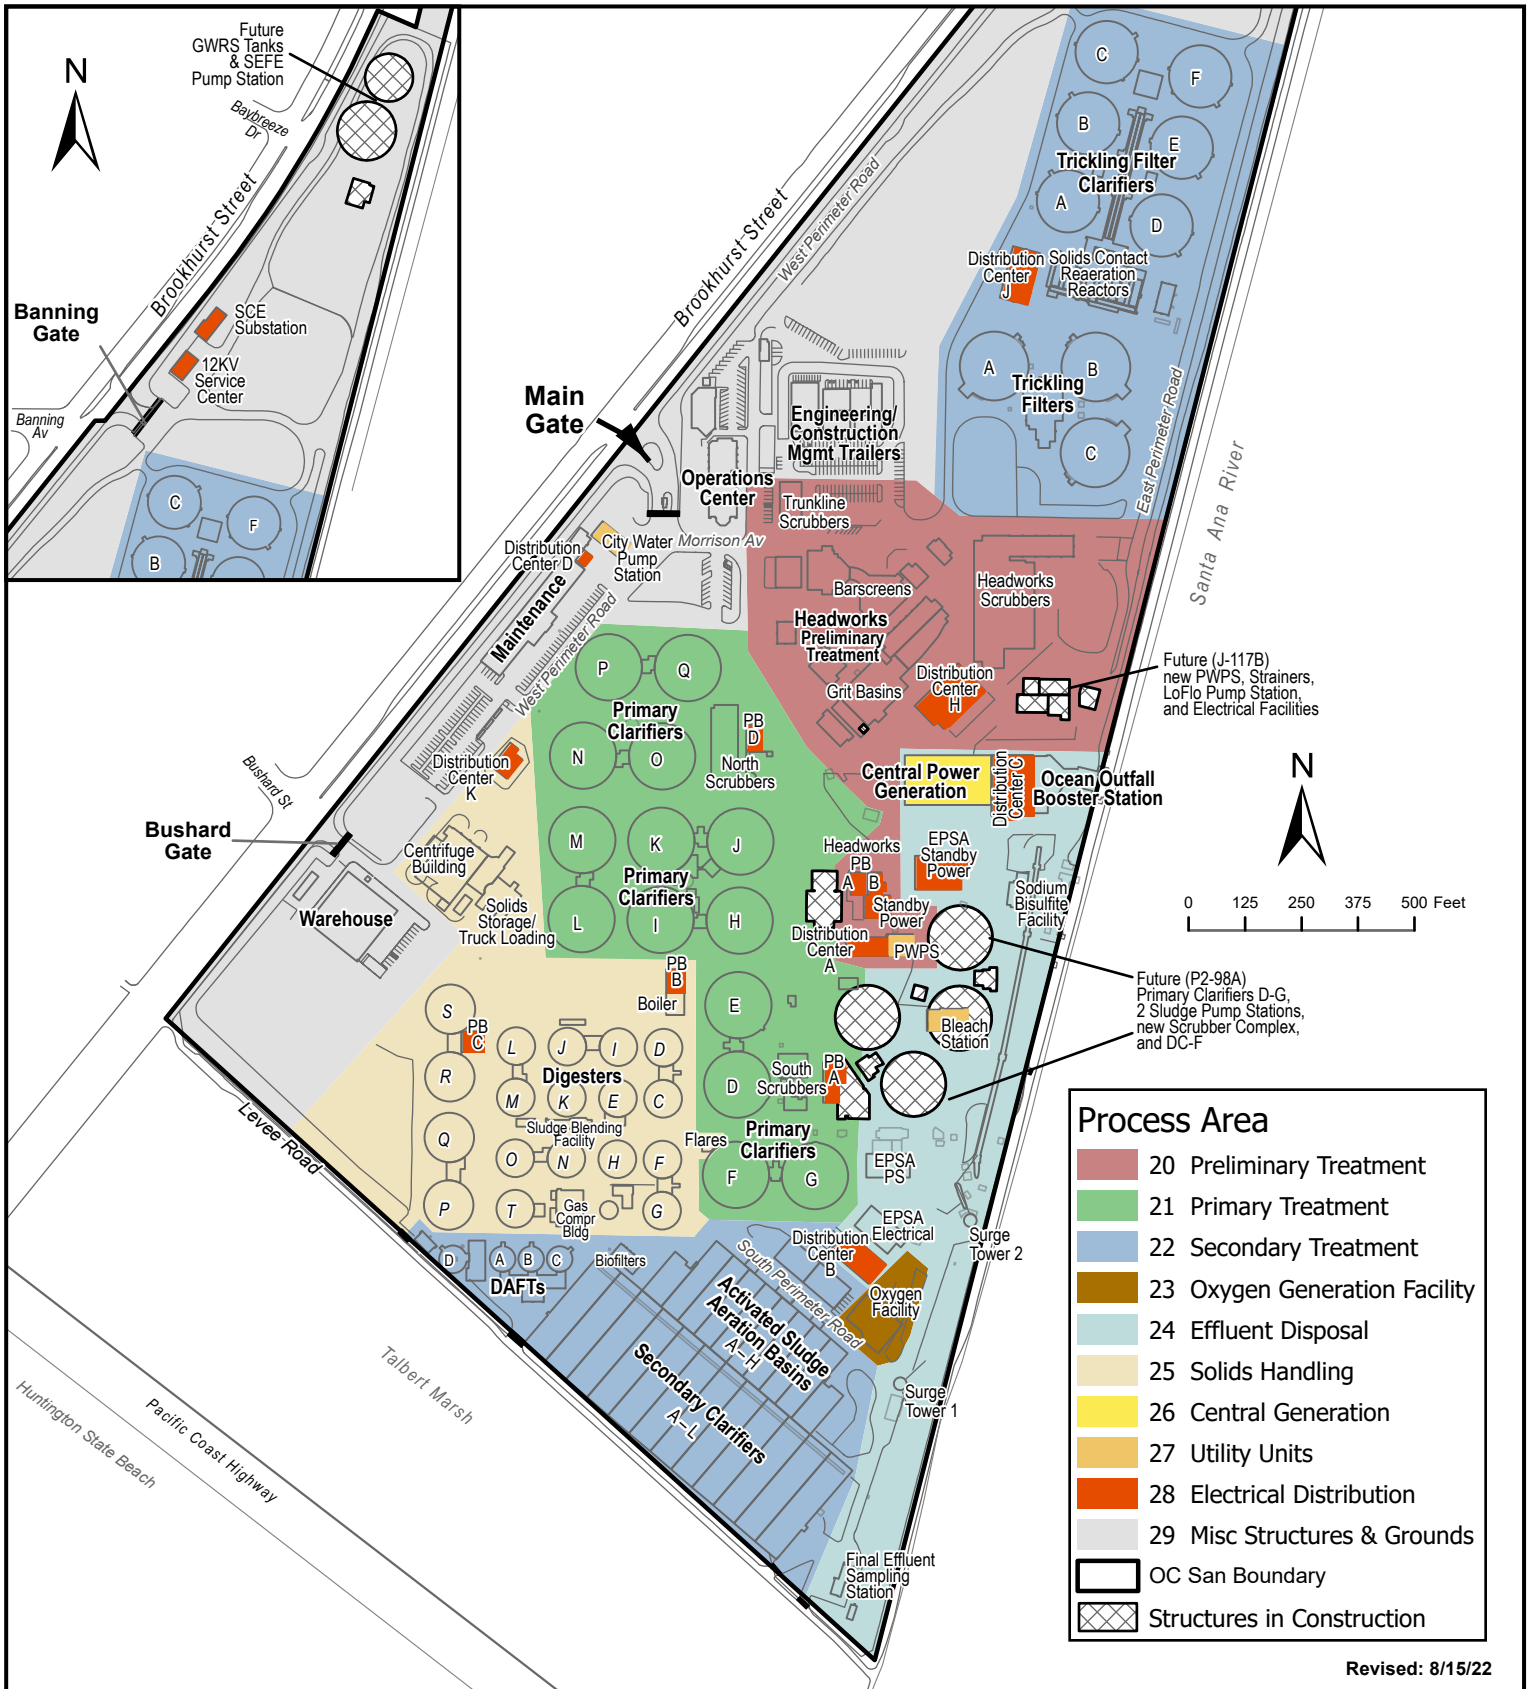 Future
GWRS Tanks
& SEFE
Pump Station
N
Baybreeze
Dr
Brookhurst Street
Banning
Gate
SCE
Substation
12KV
Service
Center
Banning
Av
C
F
B
C
F
B
E
Trickling Filter
Clarifiers
A
D
Distribution
Center
J
Solids Contact
Reaeration
Reactors
A
B
Trickling
Filters
C
West Perimeter Road
Brookhurst Street
East Perimeter Road
Santa Ana River
Main
Gate
Engineering/
Construction
Mgmt Trailers
Operations
Center
Trunkline
Scrubbers
Morrison Av
Distribution
Center D
City Water
Pump
Station
Maintenance
West Perimeter Road
Barscreens
Headworks
Scrubbers
Headworks
Preliminary
Treatment
Grit Basins
Distribution
Center
H
Future (J-117B)
new PWPS, Strainers,
LoFlo Pump Station,
and Electrical Facilities
P
Q
Primary
Clarifiers
N
O
PB
D
North
Scrubbers
Distribution
Center
K
Bushard St
Bushard
Gate
Central Power
Generation
Distribution
Center C
Ocean Outfall
Booster Station
N
0 125 250 375 500 Feet
M
K
J
Primary
Clarifiers
L
I
H
Headworks
PB
A
B
EPSA
Standby
Power
Standby
Power
Distribution
Center
A
PWPS
Sodium
Bisulfite
Facility
Centrifuge
Building
Solids
Storage/
Truck Loading
Warehouse
Future (P2-98A)
Primary Clarifiers D-G,
2 Sludge Pump Stations,
new Scrubber Complex,
and DC-F
PB
B
Boiler
E
Bleach
Station
S
PB
C
L
J
I
D
Digesters
R
M
K
E
C
Sludge Blending
Facility
Q
O
N
H
F
P
T
Gas
Compr
Bldg
G
D
South
Scrubbers
PB
A
Primary
Clarifiers
Flares
F
G
EPSA
PS
EPSA
Electrical
Surge
Tower 2
Distribution
Center
B
Oxygen
Facility
South Perimeter Road
Levee Road
D
A
B
C
DAFTs
Biofilters
Activated Sludge
Aeration Basins
A–H
Secondary Clarifiers
A–L
Surge
Tower 1
Final Effluent
Sampling
Station
Talbert Marsh
Pacific Coast Highway
Huntington State Beach
Process Area
20 Preliminary Treatment
21 Primary Treatment
22 Secondary Treatment
23 Oxygen Generation Facility
24 Effluent Disposal
25 Solids Handling
26 Central Generation
27 Utility Units
28 Electrical Distribution
29 Misc Structures & Grounds
OC San Boundary
Structures in Construction
Revised: 8/15/22